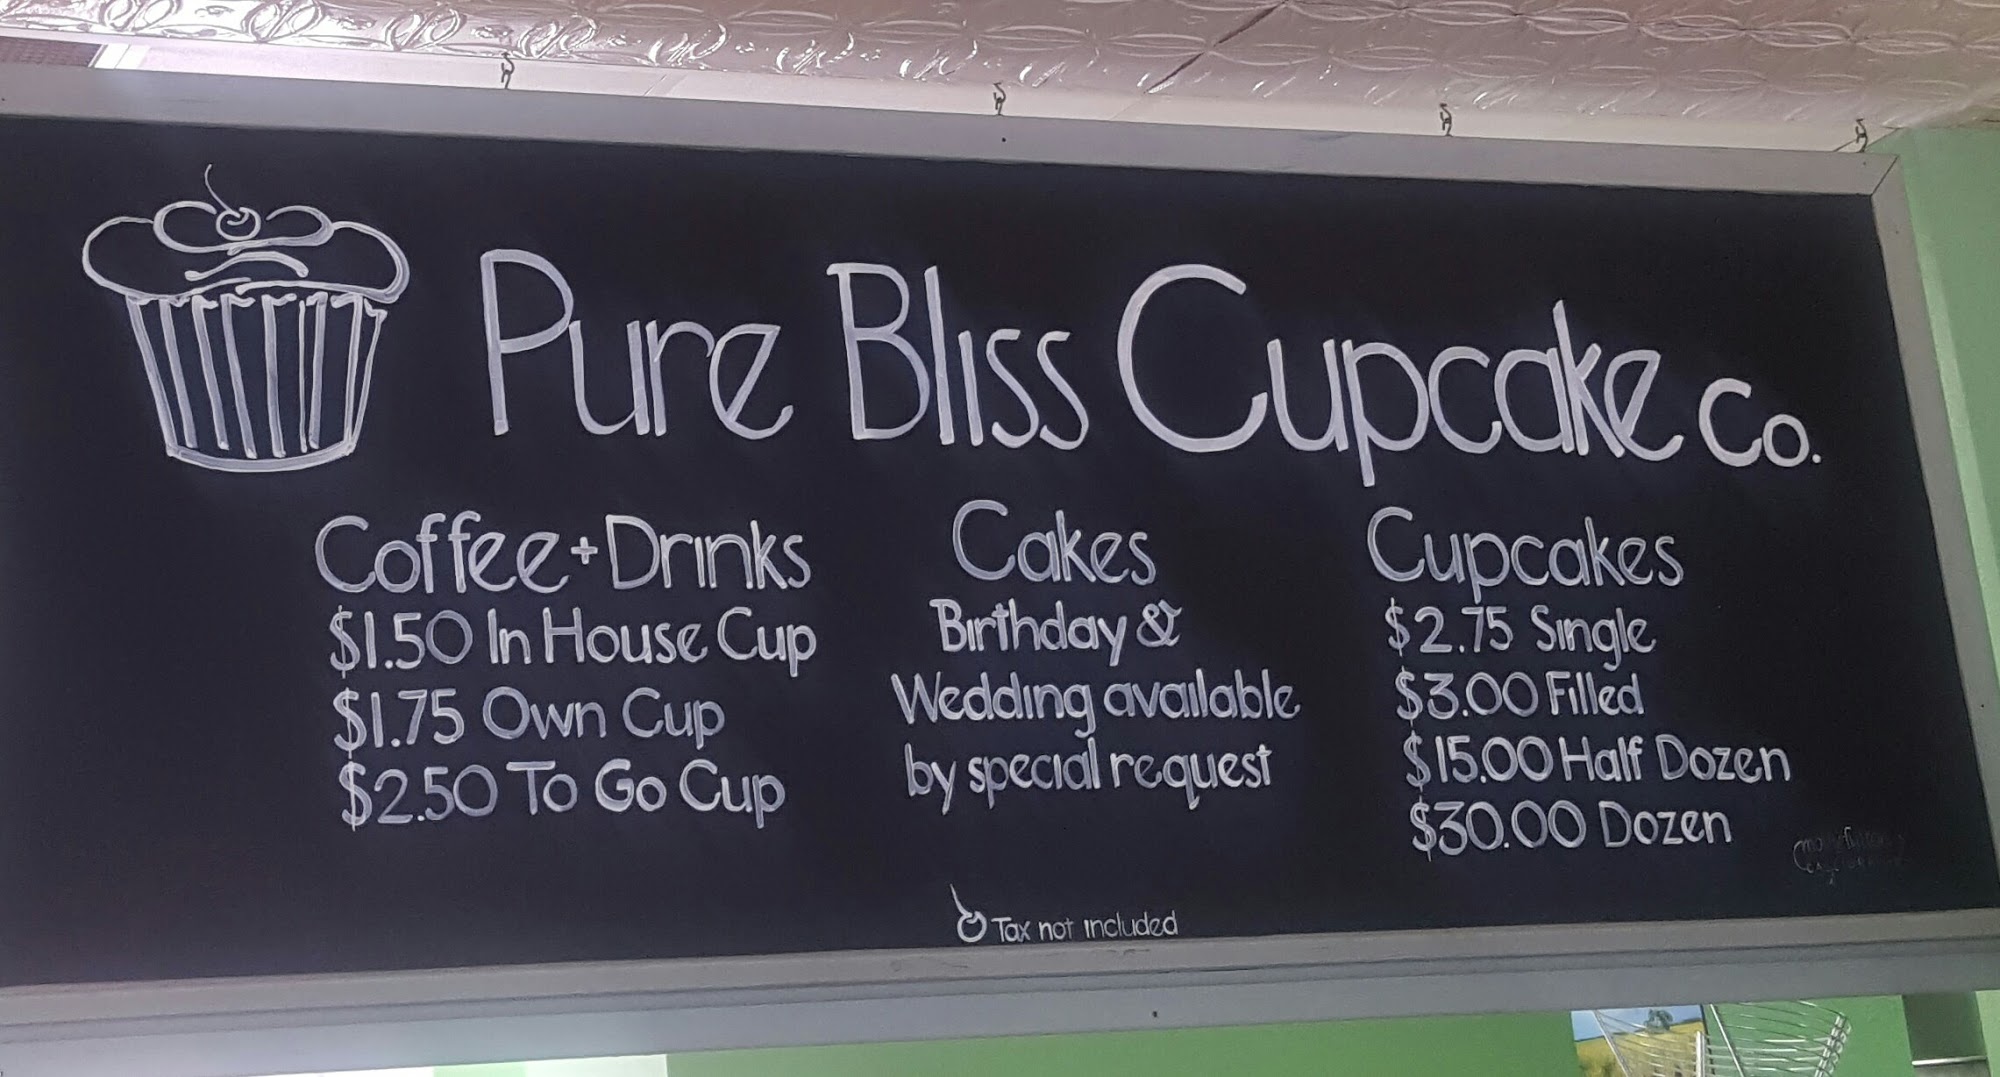 Pure Bliss Cupcake Co.
Coffee + Drinks
$1.50 In House Cup
$1.75 Own Cup
$2.50 To Go Cup
Cakes
Birthday &
Wedding available
by special request
Cupcakes
$2.75 Single
$3.00 Filled
$15.00 Half Dozen
$30.00 Dozen
Tax not included